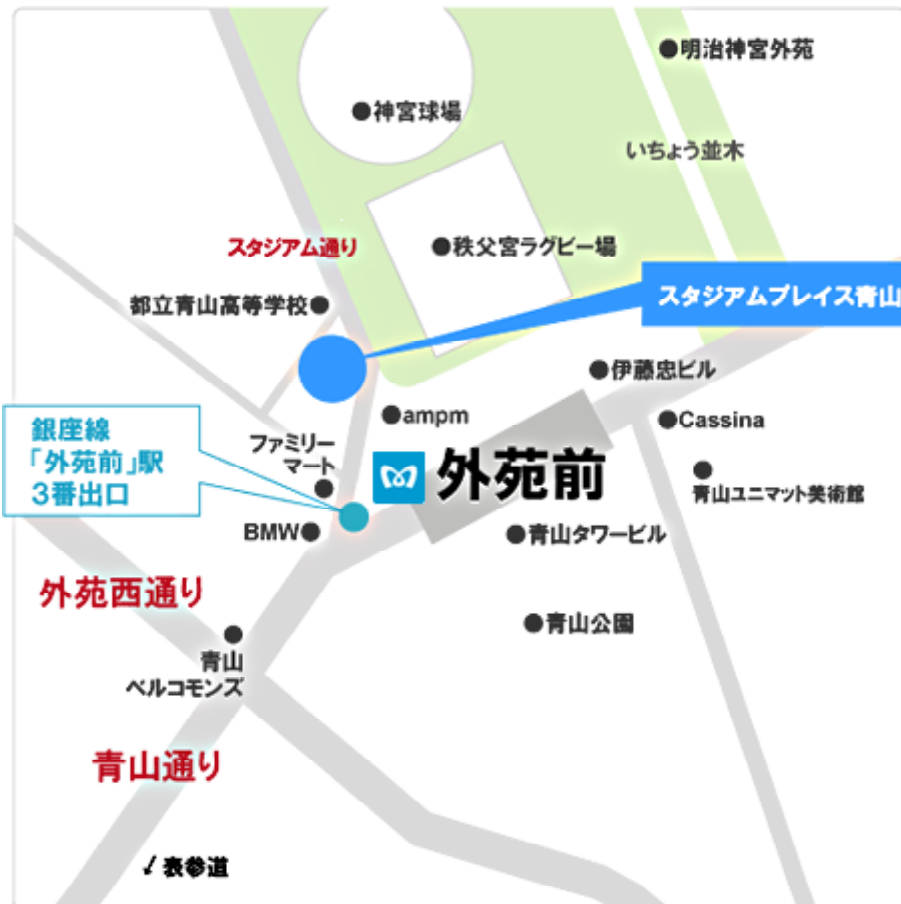 ●明治神宮外苑
●神宮球場
いちょう並木
スタジアム通り
●秩父宮ラグビー場
スタジアムプレイス青山
都立青山高等学校●
●伊藤忠ビル
●ampm
●Cassina
銀座線
「外苑前」駅
3番出口
ファミリー
マート
外苑前
青山ユニマット美術館
BMW●
●青山タワービル
外苑西通り
●青山公園
青山
ベルコモンズ
青山通り
↙表参道